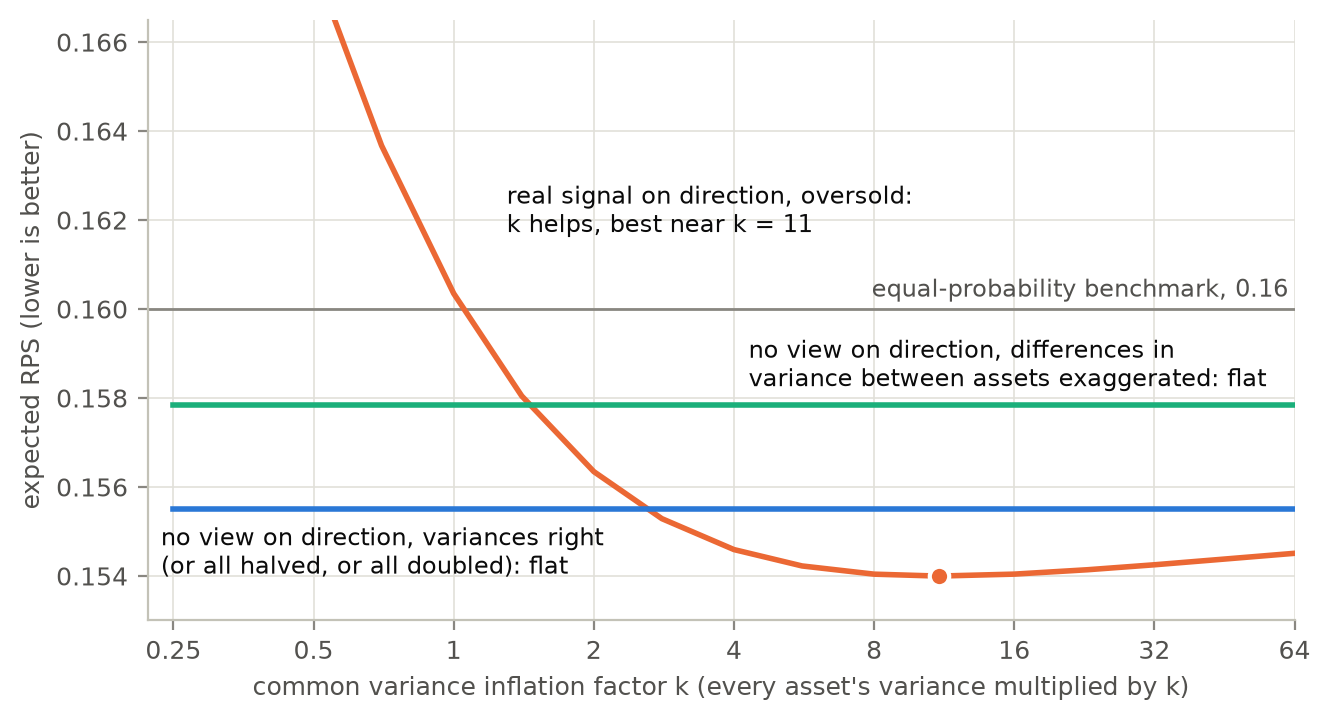 0.166
0.164
0.162
0.160
0.158
0.156
0.154
expected RPS (lower is better)
real signal on direction, oversold:
k helps, best near k = 11
equal-probability benchmark, 0.16
no view on direction, differences in
variance between assets exaggerated: flat
no view on direction, variances right
(or all halved, or all doubled): flat
0.25 0.5 1 2 4 8 16 32 64
common variance inflation factor k (every asset's variance multiplied by k)